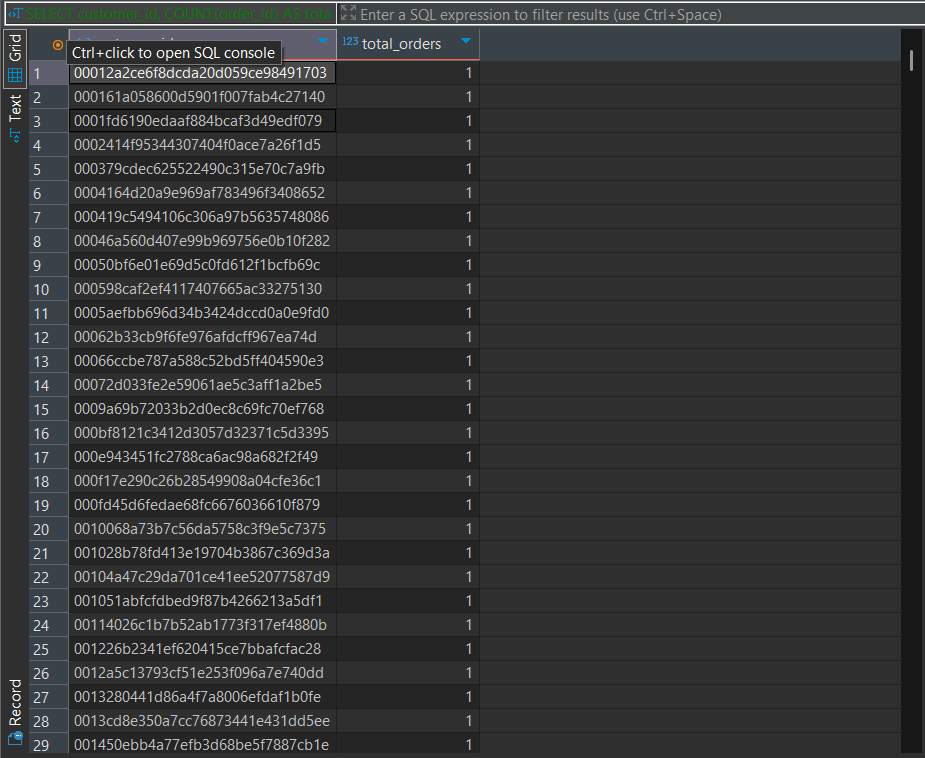 SELECT customer_id, COUNT(order_id) AS tota
Enter a SQL expression to filter results (use Ctrl+Space)
Grid
Text
Record
Ctrl+click to open SQL console
123 total_orders
1 00012a2ce6f8dcda20d059ce98491703 1
2 000161a058600d5901f007fab4c27140 1
3 0001fd6190edaaf884bcaf3d49edf079 1
4 0002414f95344307404f0ace7a26f1d5 1
5 000379cdec625522490c315e70c7a9fb 1
6 0004164d20a9e969af783496f3408652 1
7 000419c5494106c306a97b5635748086 1
8 00046a560d407e99b969756e0b10f282 1
9 00050bf6e01e69d5c0fd612f1bcfb69c 1
10 000598caf2ef4117407665ac33275130 1
11 0005aefbb696d34b3424dccd0a0e9fd0 1
12 00062b33cb9f6fe976afdcff967ea74d 1
13 00066ccbe787a588c52bd5ff404590e3 1
14 00072d033fe2e59061ae5c3aff1a2be5 1
15 0009a69b72033b2d0ec8c69fc70ef768 1
16 000bf8121c3412d3057d32371c5d3395 1
17 000e943451fc2788ca6ac98a682f2f49 1
18 000f17e290c26b28549908a04cfe36c1 1
19 000fd45d6fedae68fc6676036610f879 1
20 0010068a73b7c56da5758c3f9e5c7375 1
21 001028b78fd413e19704b3867c369d3a 1
22 00104a47c29da701ce41ee52077587d9 1
23 001051abfcfdbed9f87b4266213a5df1 1
24 00114026c1b7b52ab1773f317ef4880b 1
25 001226b2341ef620415ce7bbafcfac28 1
26 0012a5c13793cf51e253f096a7e740dd 1
27 0013280441d86a4f7a8006efdaf1b0fe 1
28 0013cd8e350a7cc76873441e431dd5ee 1
29 001450ebb4a77efb3d68be5f7887cb1e 1